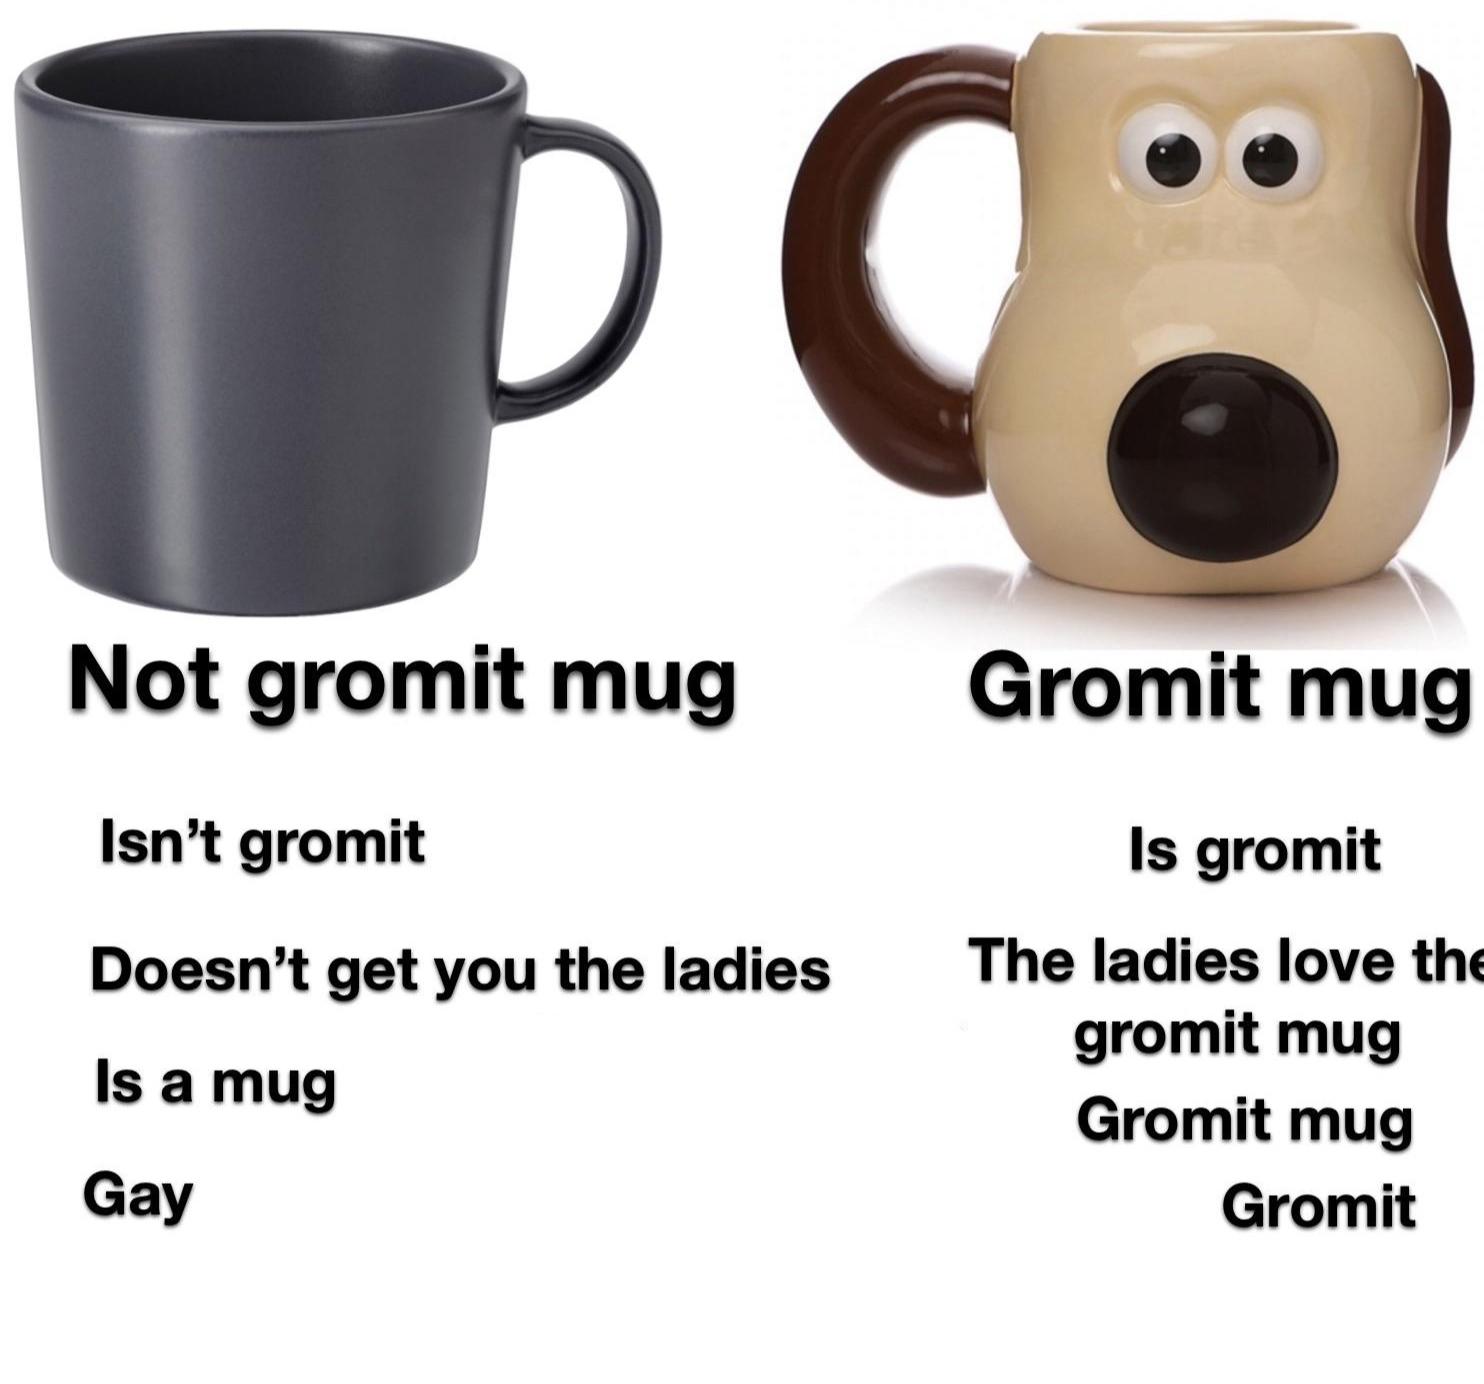 Not gromit mug
Isn’t gromit
Doesn’t get you the ladies
Is a mug
Gay
Gromit mug
Is gromit
The ladies love the
gromit mug
Gromit mug
Gromit